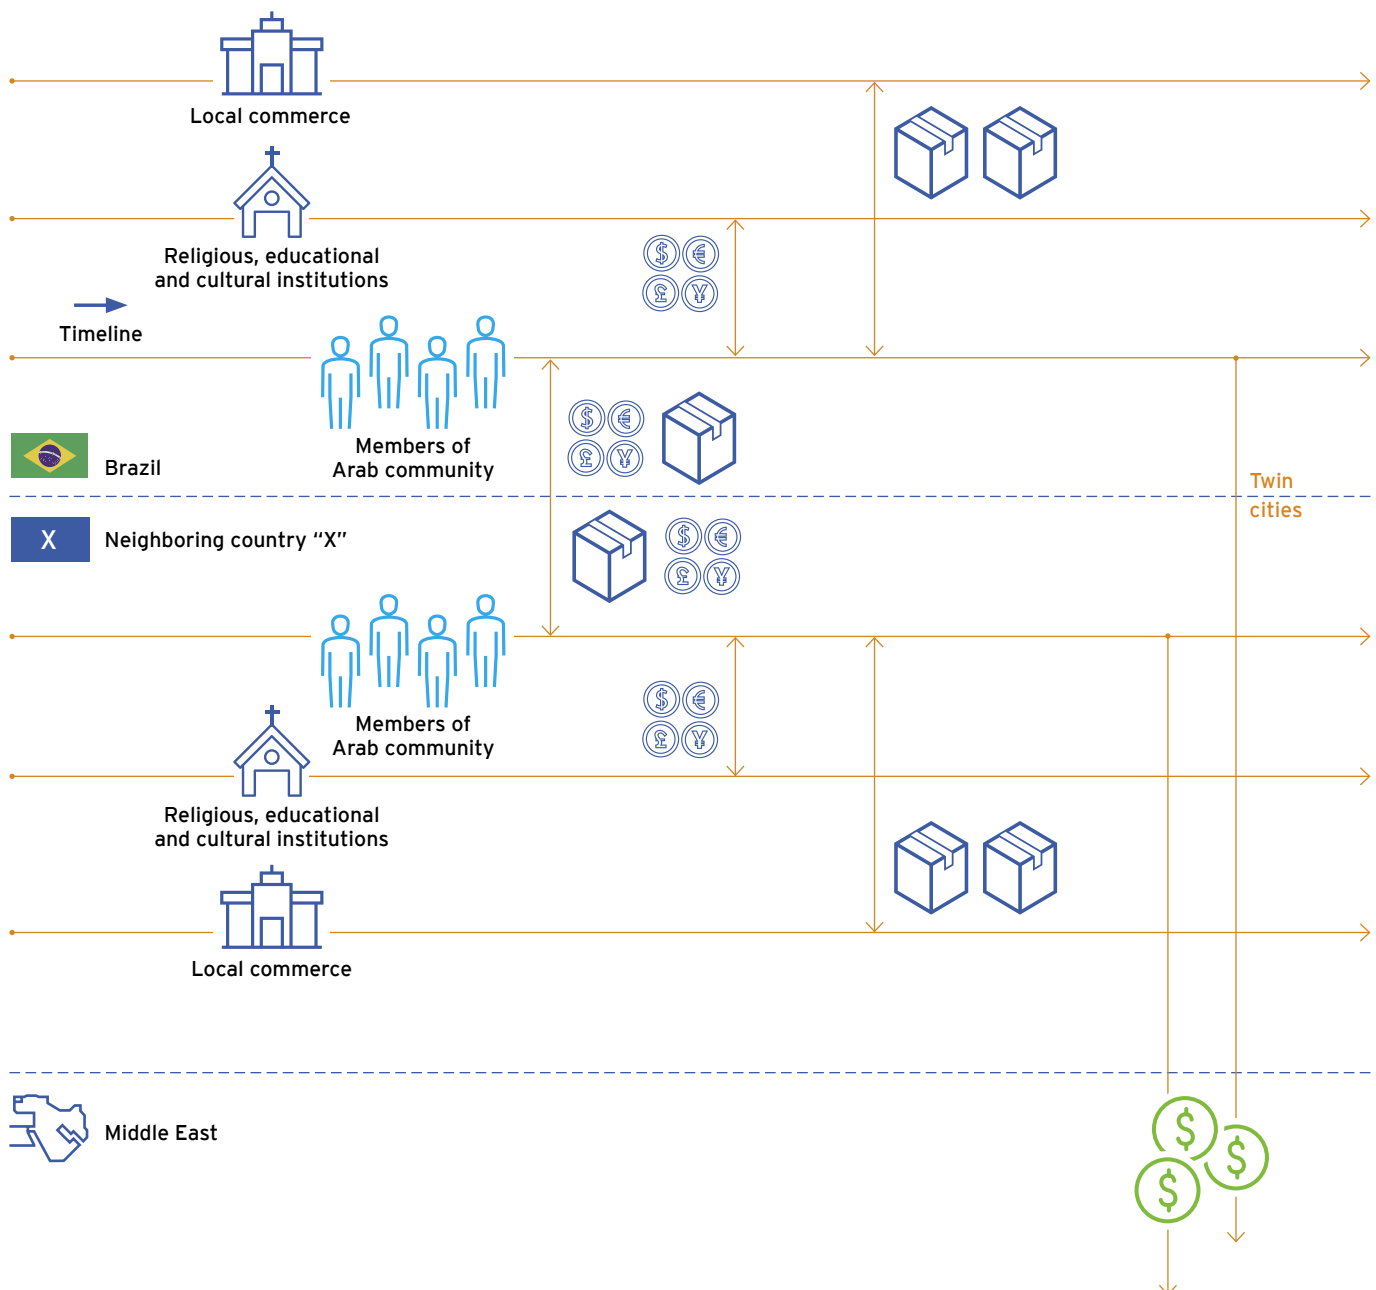 Local commerce
Religious, educational
and cultural institutions
Timeline
Members of
Arab community
Brazil
Twin
cities
X
Neighboring country “X”
Members of
Arab community
Religious, educational
and cultural institutions
Local commerce
Middle East